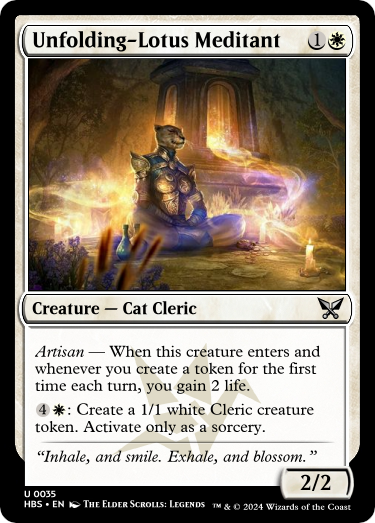 Unfolding-Lotus Meditant 1
Creature — Cat Cleric
Artisan — When this creature enters and
whenever you create a token for the first
time each turn, you gain 2 life.
4 : Create a 1/1 white Cleric creature
token. Activate only as a sorcery.
“Inhale, and smile. Exhale, and blossom.”
2/2
U 0035
HBS • EN The Elder Scrolls: Legends ™ & © 2024 Wizards of the Coast